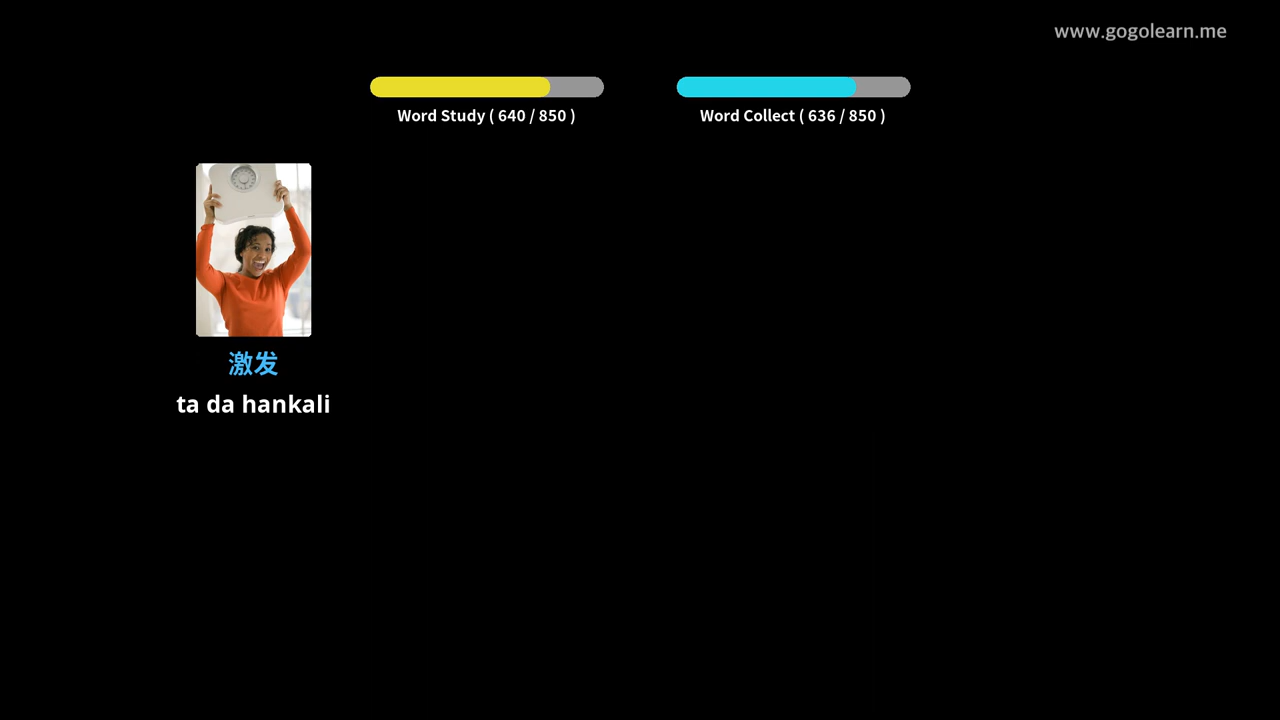 www.gogolearn.me
Word Study ( 640 / 850 )
Word Collect ( 636 / 850 )
激发
ta da hankali